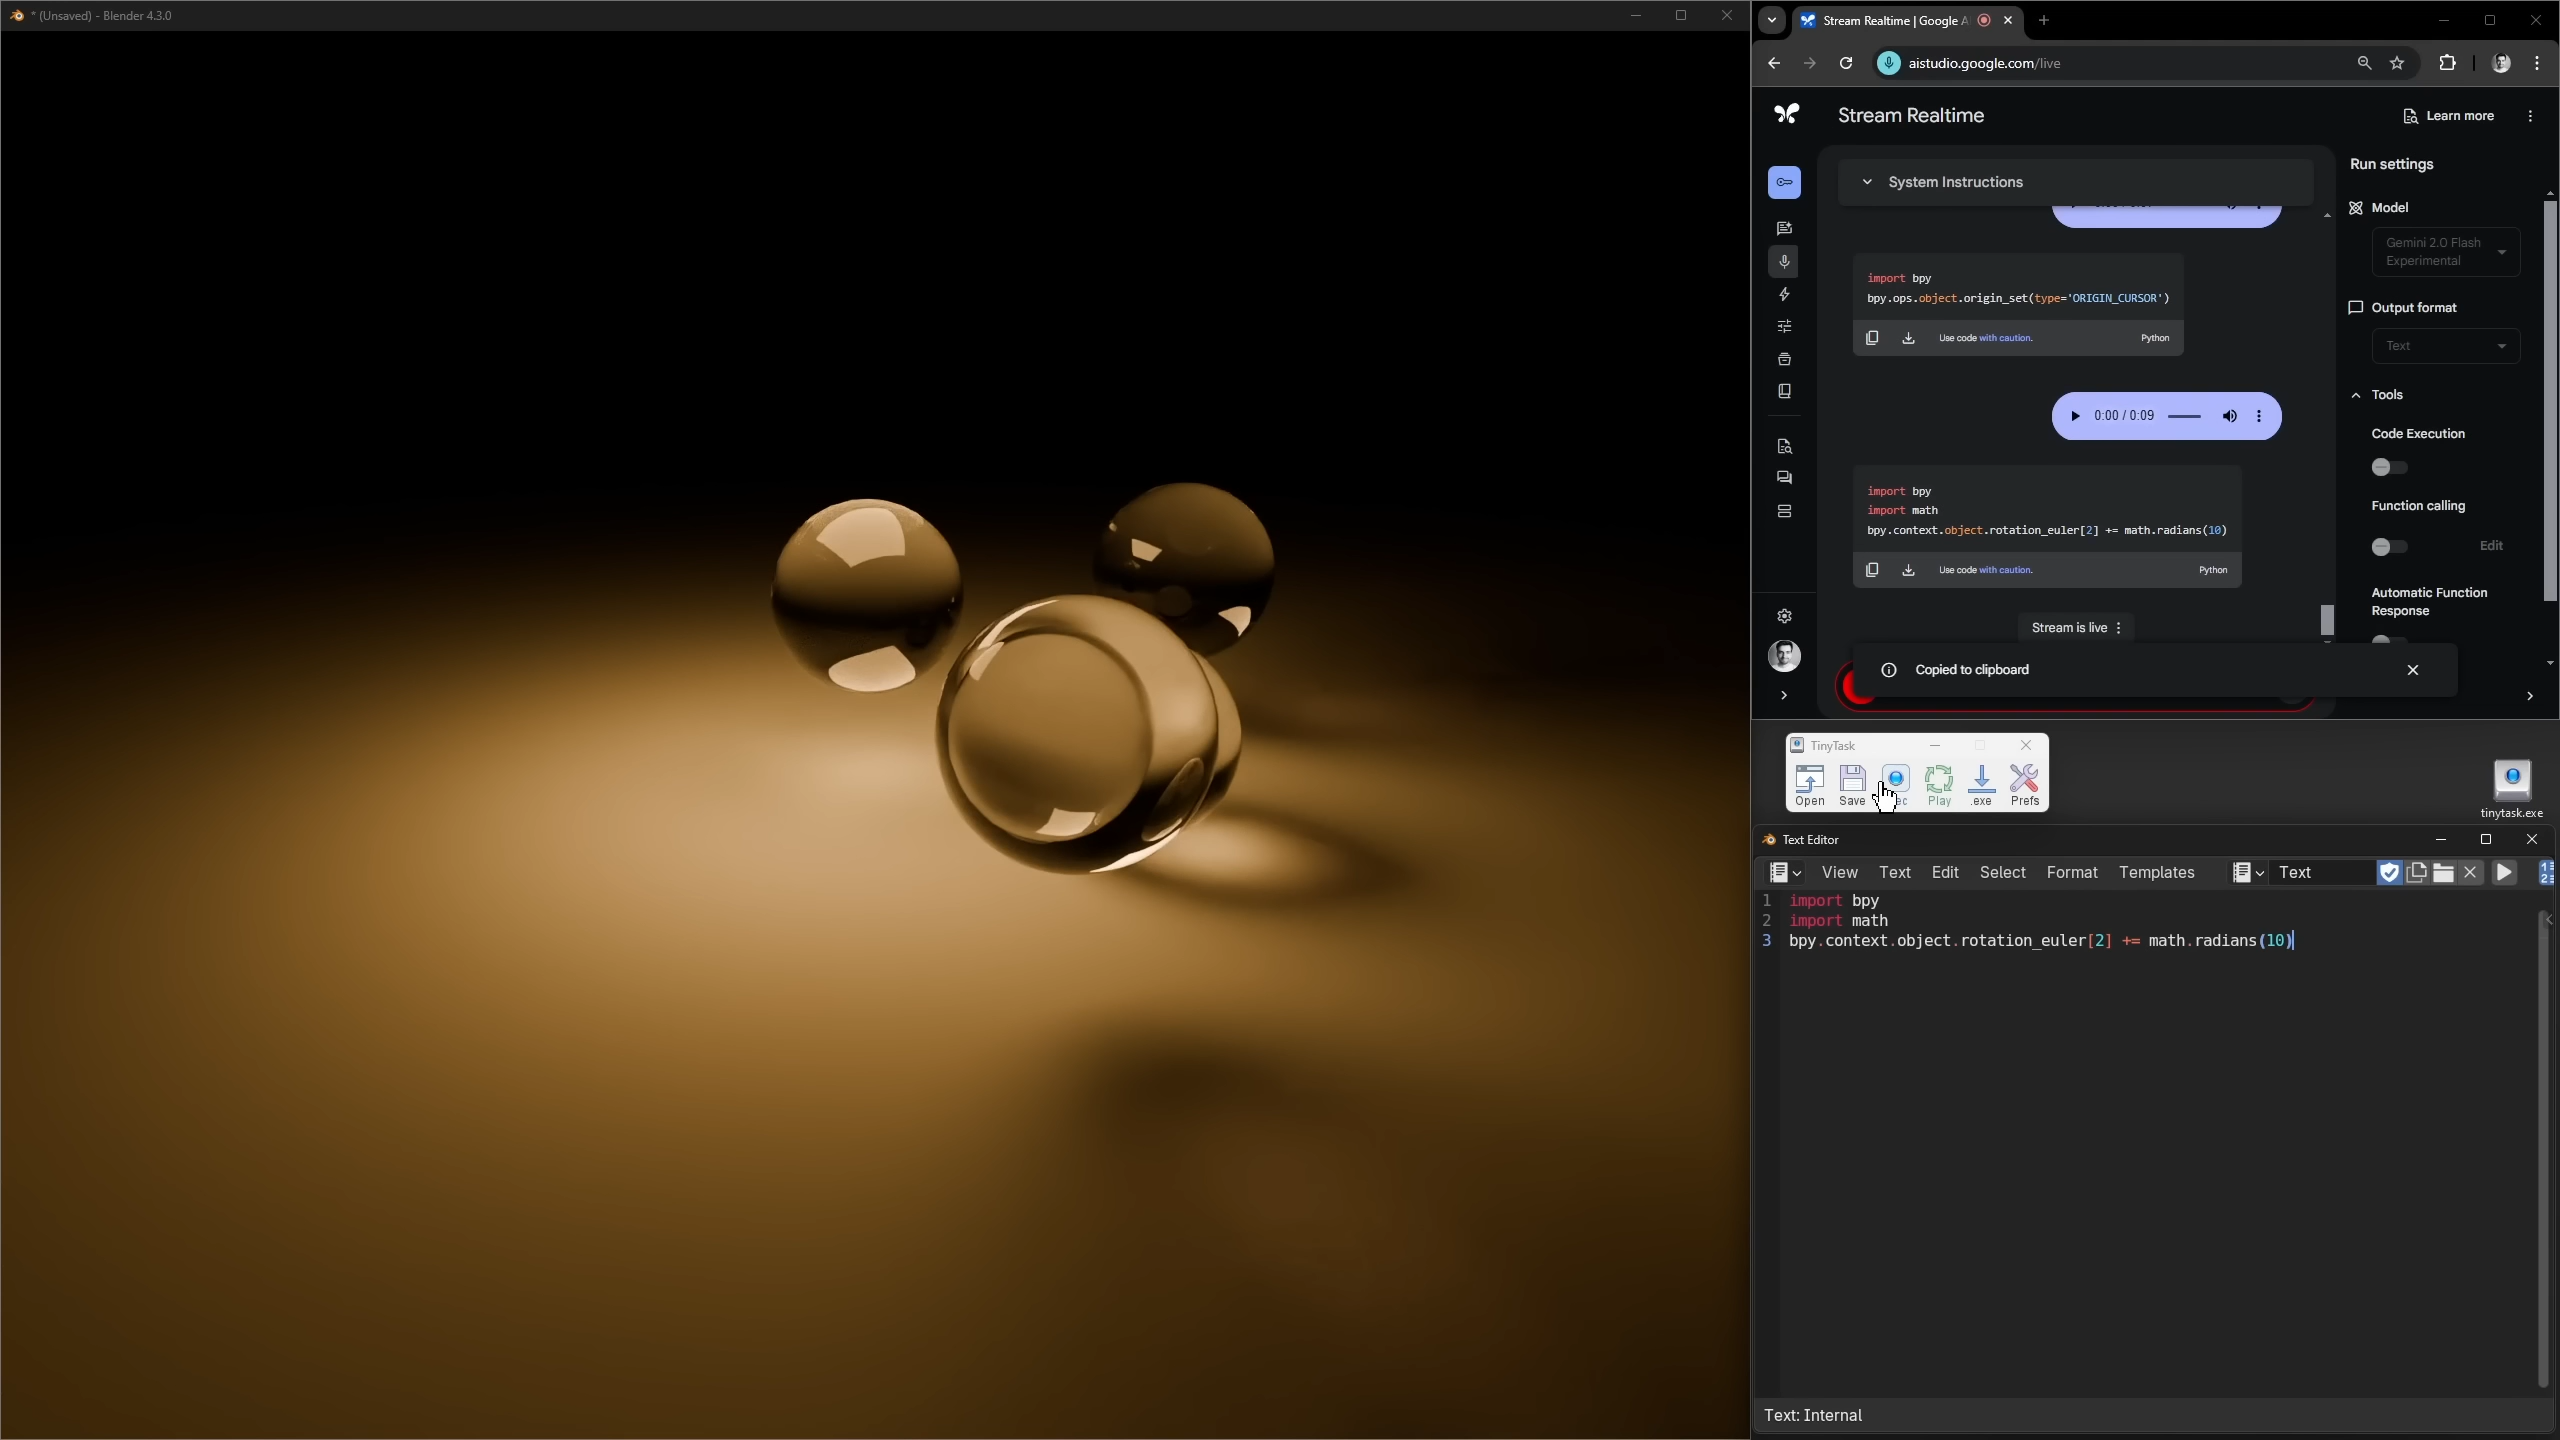 * (Unsaved) - Blender 4.3.0
Stream Realtime | Google A
aistudio.google.com/live
Stream Realtime
Learn more
System Instructions
import bpy
bpy.ops.object.origin_set(type='ORIGIN_CURSOR')
Use code with caution.
Python
0:00 / 0:09
import bpy
import math
bpy.context.object.rotation_euler[2] += math.radians(10)
Use code with caution.
Python
Stream is live
Copied to clipboard
Run settings
Model
Gemini 2.0 Flash
Experimental
Output format
Text
Tools
Code Execution
Function calling
Edit
Automatic Function
Response
TinyTask
Open Save Play .exe Prefs
tinytask.exe
Text Editor
View Text Edit Select Format Templates Text
1 import bpy
2 import math
3 bpy.context.object.rotation_euler[2] += math.radians(10)
Text: Internal